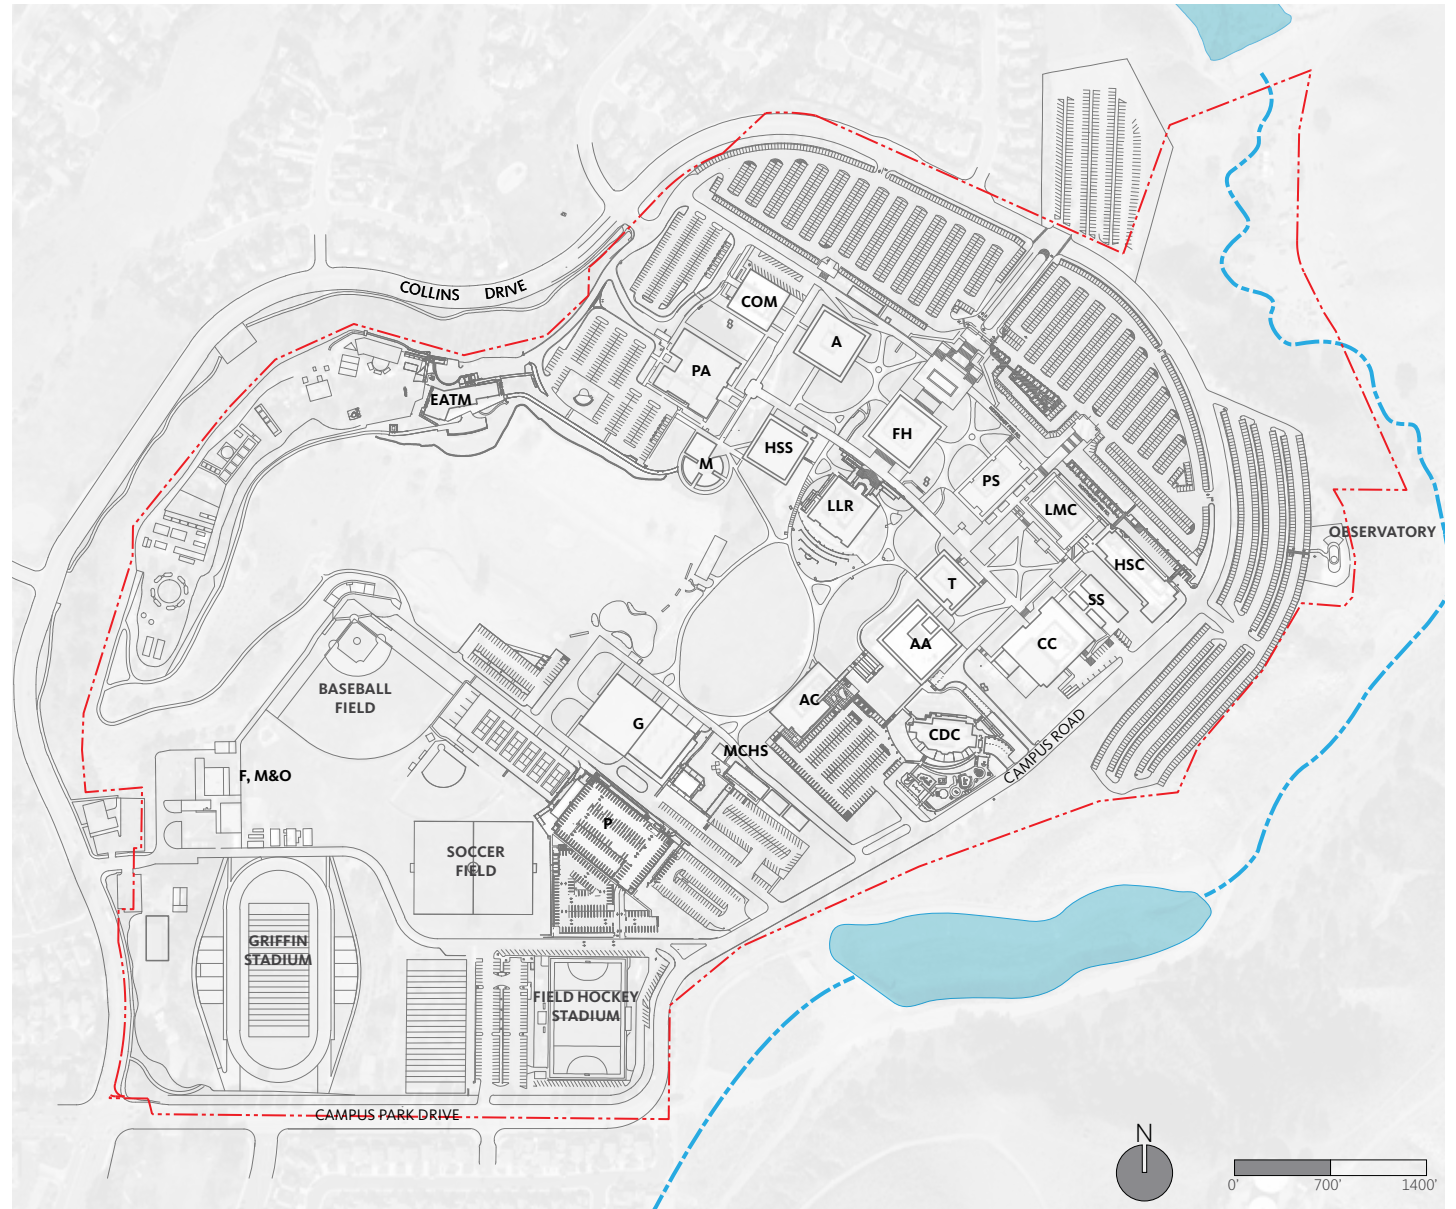 COLLINS DRIVE
COM
A
PA
EATM
FH
HSS
M
PS
LLR
LMC
OBSERVATORY
HSC
T
SS
AA
CC
BASEBALL
FIELD
AC
G
CDC
MCHS
CAMPUS ROAD
F, M&O
P
SOCCER
FIELD
GRIFFIN
STADIUM
FIELD HOCKEY
STADIUM
CAMPUS PARK DRIVE
N
0' 700' 1400'